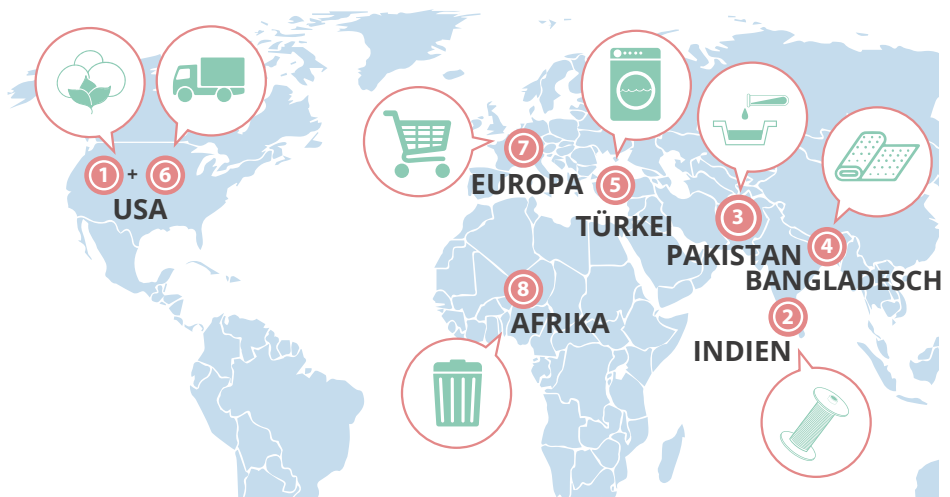 1 + 6
USA
7
EUROPA
5
TÜRKEI
3
PAKISTAN
4
BANGLADESCH
8
AFRIKA
2
INDIEN